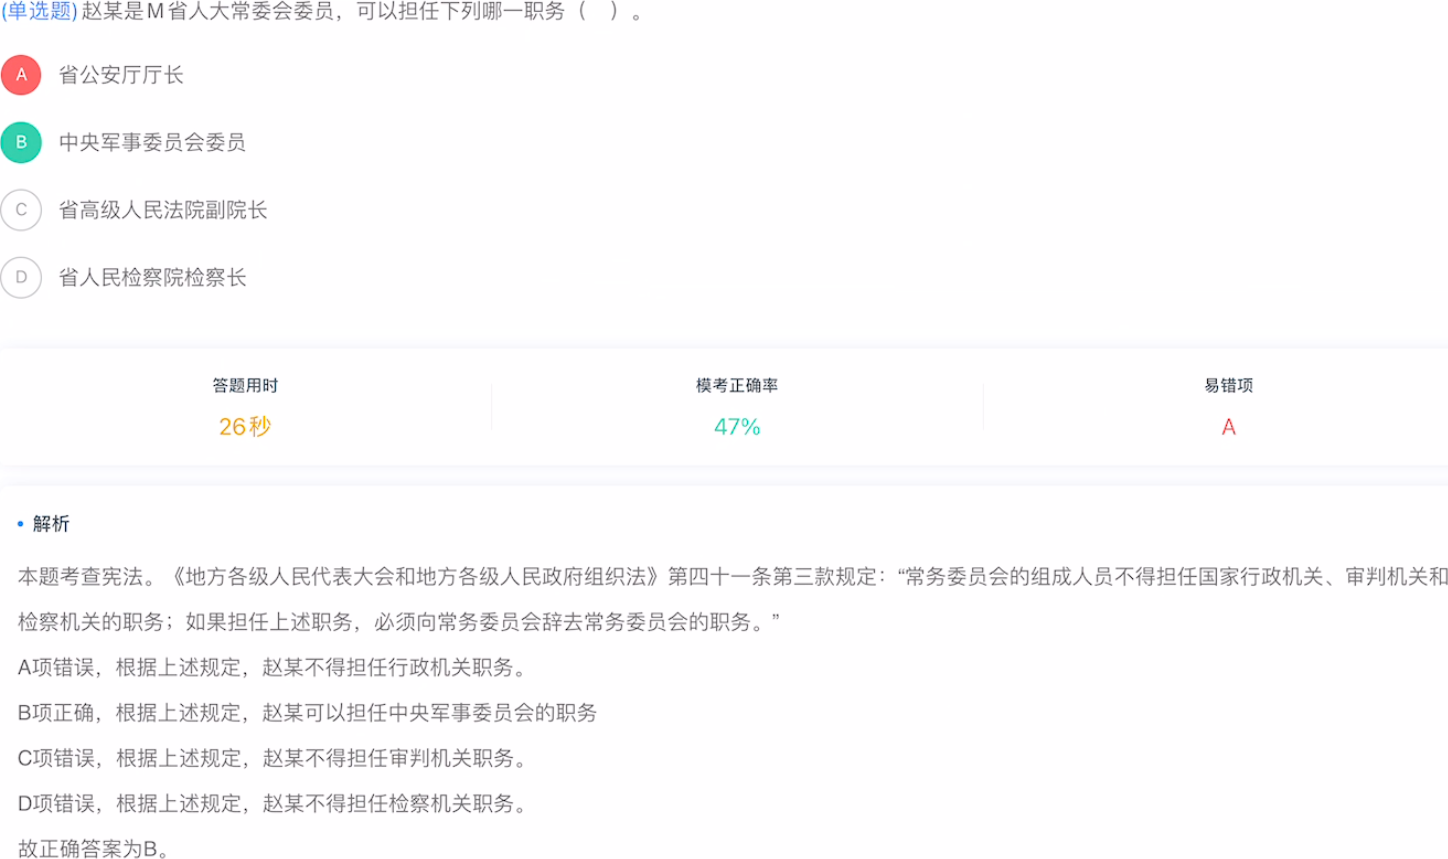 (单选题)赵某是M省人大常委会委员，可以担任下列哪一职务（　）。
A 省公安厅厅长
B 中央军事委员会委员
C 省高级人民法院副院长
D 省人民检察院检察长
答题用时 模考正确率 易错项
26秒 47% A
解析
本题考查宪法。《地方各级人民代表大会和地方各级人民政府组织法》第四十一条第三款规定：“常务委员会的组成人员不得担任国家行政机关、审判机关和
检察机关的职务；如果担任上述职务，必须向常务委员会辞去常务委员会的职务。”
A项错误，根据上述规定，赵某不得担任行政机关职务。
B项正确，根据上述规定，赵某可以担任中央军事委员会的职务
C项错误，根据上述规定，赵某不得担任审判机关职务。
D项错误，根据上述规定，赵某不得担任检察机关职务。
故正确答案为B。